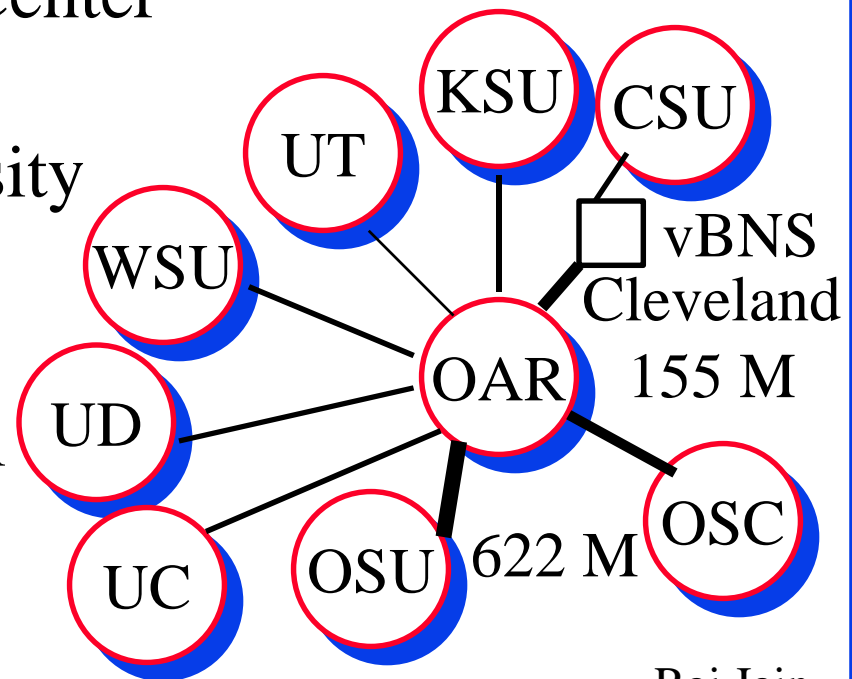 KSU
CSU
UT
WSU
vBNS
Cleveland
OAR
155 M
UD
OSC
622 M
OSU
UC